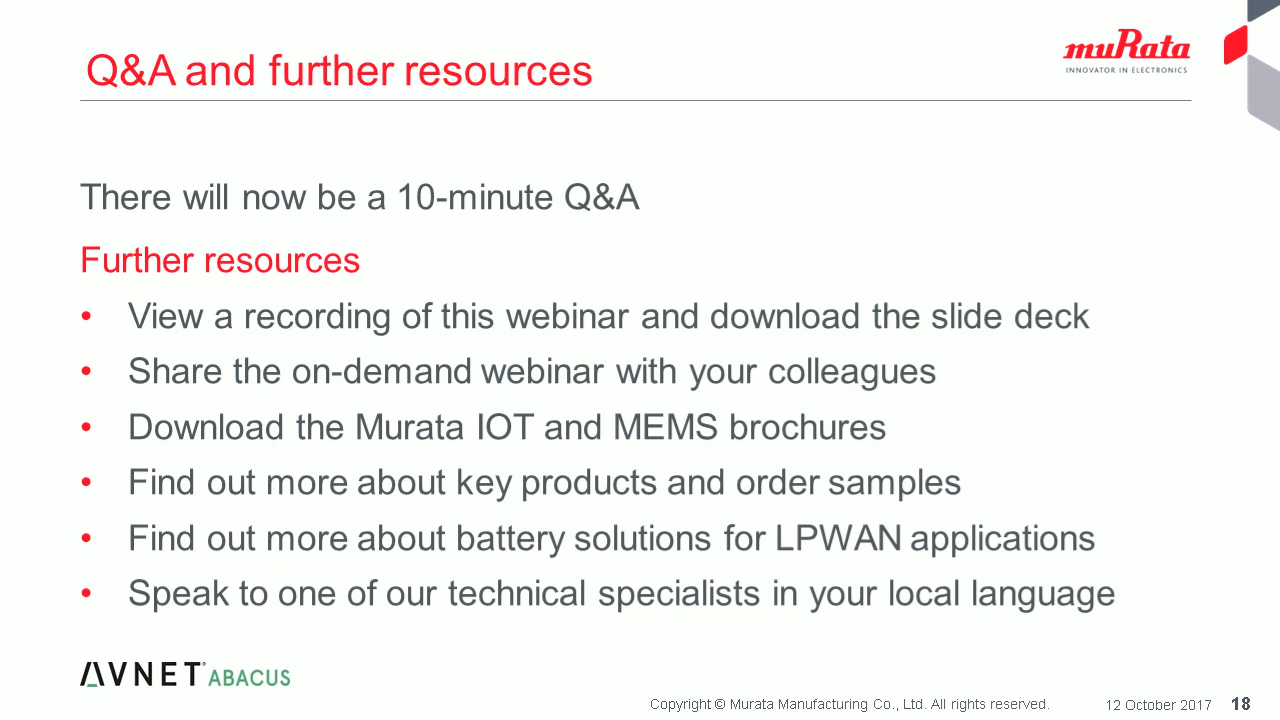 Q&A and further resources
muRata
INNOVATOR IN ELECTRONICS
There will now be a 10-minute Q&A
Further resources
• View a recording of this webinar and download the slide deck
• Share the on-demand webinar with your colleagues
• Download the Murata IOT and MEMS brochures
• Find out more about key products and order samples
• Find out more about battery solutions for LPWAN applications
• Speak to one of our technical specialists in your local language
AVNET® ABACUS
Copyright © Murata Manufacturing Co., Ltd. All rights reserved. 12 October 2017 18